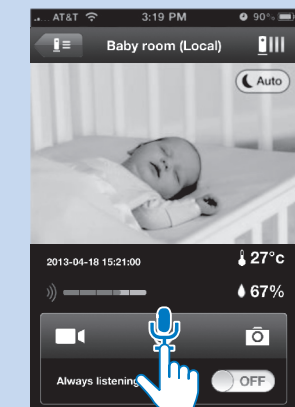 AT&T 3:19 PM 90%
Baby room (Local)
Auto
2013-04-18 15:21:00 27°c
67%
Always listening OFF